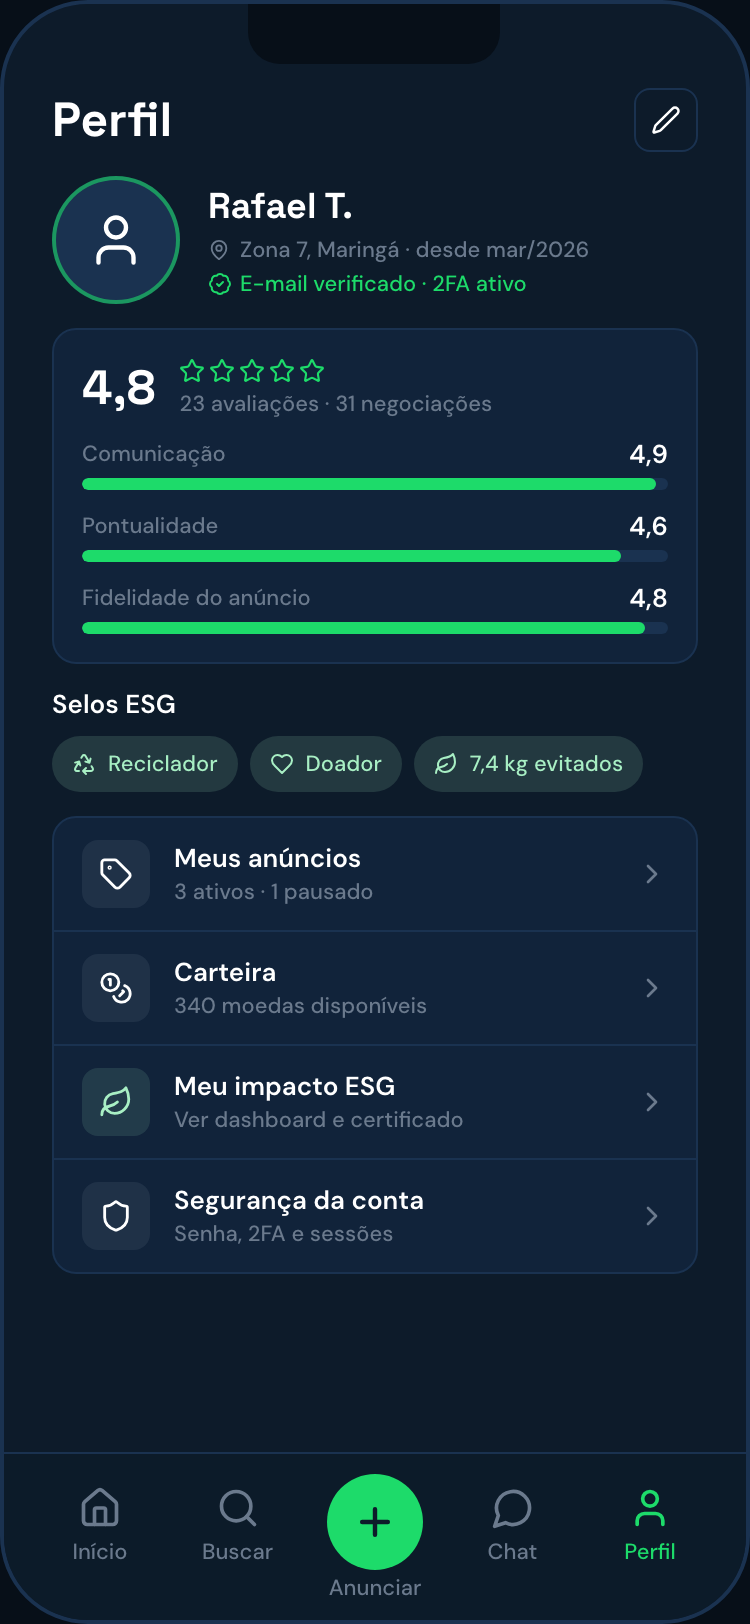 Perfil
Rafael T.
Zona 7, Maringá · desde mar/2026
E-mail verificado · 2FA ativo
4,8
23 avaliações · 31 negociações
Comunicação 4,9
Pontualidade 4,6
Fidelidade do anúncio 4,8
Selos ESG
Reciclador Doador 7,4 kg evitados
Meus anúncios
3 ativos · 1 pausado
Carteira
340 moedas disponíveis
Meu impacto ESG
Ver dashboard e certificado
Segurança da conta
Senha, 2FA e sessões
Início Buscar Chat Perfil
Anunciar